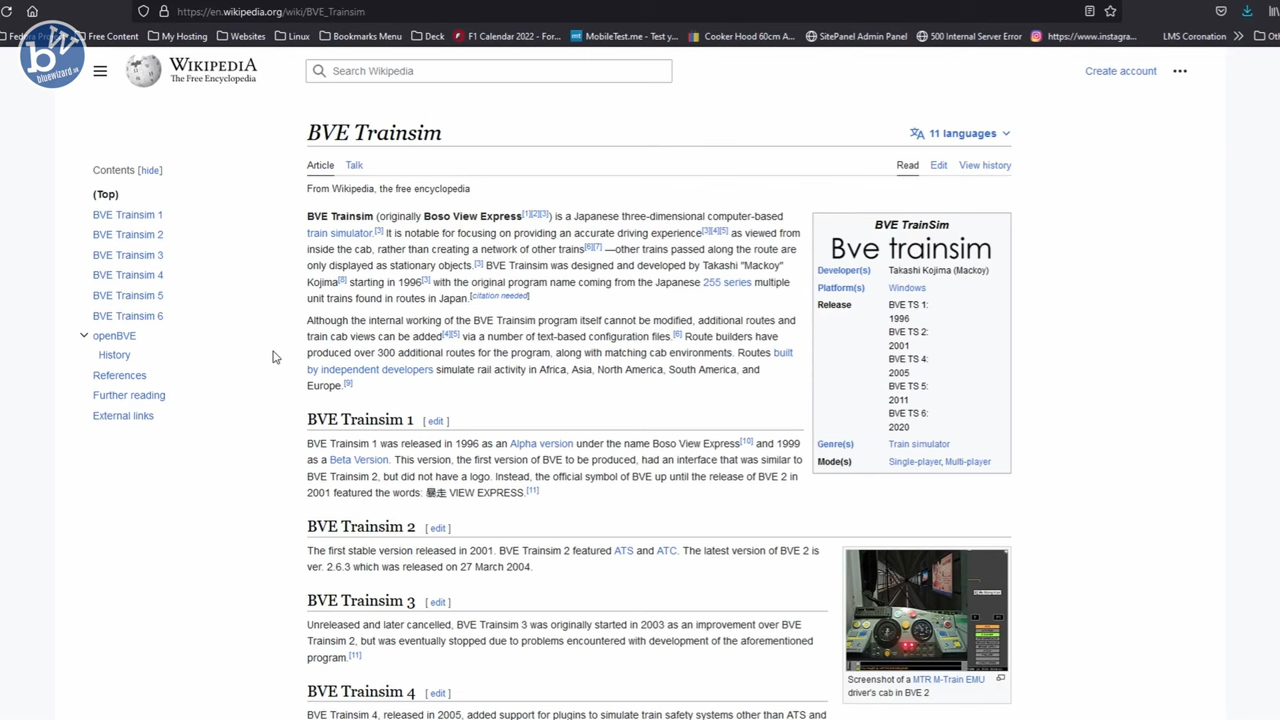 https://en.wikipedia.org/wiki/BVE_Trainsim
Free Content
My Hosting
Websites
Linux
Bookmarks Menu
Deck
F1 Calendar 2022 - For...
MobileTest.me - Test y...
Cooker Hood 60cm A...
SitePanel Admin Panel
500 Internal Server Error
https://www.instagra...
LMS Coronation
bw
bluewizard
WIKIPEDIA
The Free Encyclopedia
Search Wikipedia
Create account
BVE Trainsim
11 languages
Article
Talk
Read
Edit
View history
From Wikipedia, the free encyclopedia
Contents [hide]
(Top)
BVE Trainsim 1
BVE Trainsim 2
BVE Trainsim 3
BVE Trainsim 4
BVE Trainsim 5
BVE Trainsim 6
openBVE
History
References
Further reading
External links
BVE Trainsim (originally Boso View Express[1][2][3]) is a Japanese three-dimensional computer-based
train simulator.[3] It is notable for focusing on providing an accurate driving experience[3][4][5] as viewed from
inside the cab, rather than creating a network of other trains[6][7] —other trains passed along the route are
only displayed as stationary objects.[3] BVE Trainsim was designed and developed by Takashi "Mackoy"
Kojima[8] starting in 1996[3] with the original program name coming from the Japanese 255 series multiple
unit trains found in routes in Japan.[citation needed]
Although the internal working of the BVE Trainsim program itself cannot be modified, additional routes and
train cab views can be added[4][5] via a number of text-based configuration files.[6] Route builders have
produced over 300 additional routes for the program, along with matching cab environments. Routes built
by independent developers simulate rail activity in Africa, Asia, North America, South America, and
Europe.[9]
BVE TrainSim
Bve trainsim
Developer(s) Takashi Kojima (Mackoy)
Platform(s) Windows
Release BVE TS 1:
1996
BVE TS 2:
2001
BVE TS 4:
2005
BVE TS 5:
2011
BVE TS 6:
2020
Genre(s) Train simulator
Mode(s) Single-player, Multi-player
BVE Trainsim 1 [ edit ]
BVE Trainsim 1 was released in 1996 as an Alpha version under the name Boso View Express[10] and 1999
as a Beta Version. This version, the first version of BVE to be produced, had an interface that was similar to
BVE Trainsim 2, but did not have a logo. Instead, the official symbol of BVE up until the release of BVE 2 in
2001 featured the words: 暴走 VIEW EXPRESS.[11]
BVE Trainsim 2 [ edit ]
The first stable version released in 2001. BVE Trainsim 2 featured ATS and ATC. The latest version of BVE 2 is
ver. 2.6.3 which was released on 27 March 2004.
BVE Trainsim 3 [ edit ]
Unreleased and later cancelled, BVE Trainsim 3 was originally started in 2003 as an improvement over BVE
Trainsim 2, but was eventually stopped due to problems encountered with development of the aforementioned
program.[11]
Screenshot of a MTR M-Train EMU
driver's cab in BVE 2
BVE Trainsim 4 [ edit ]
BVE Trainsim 4, released in 2005, added support for plugins to simulate train safety systems other than ATS and